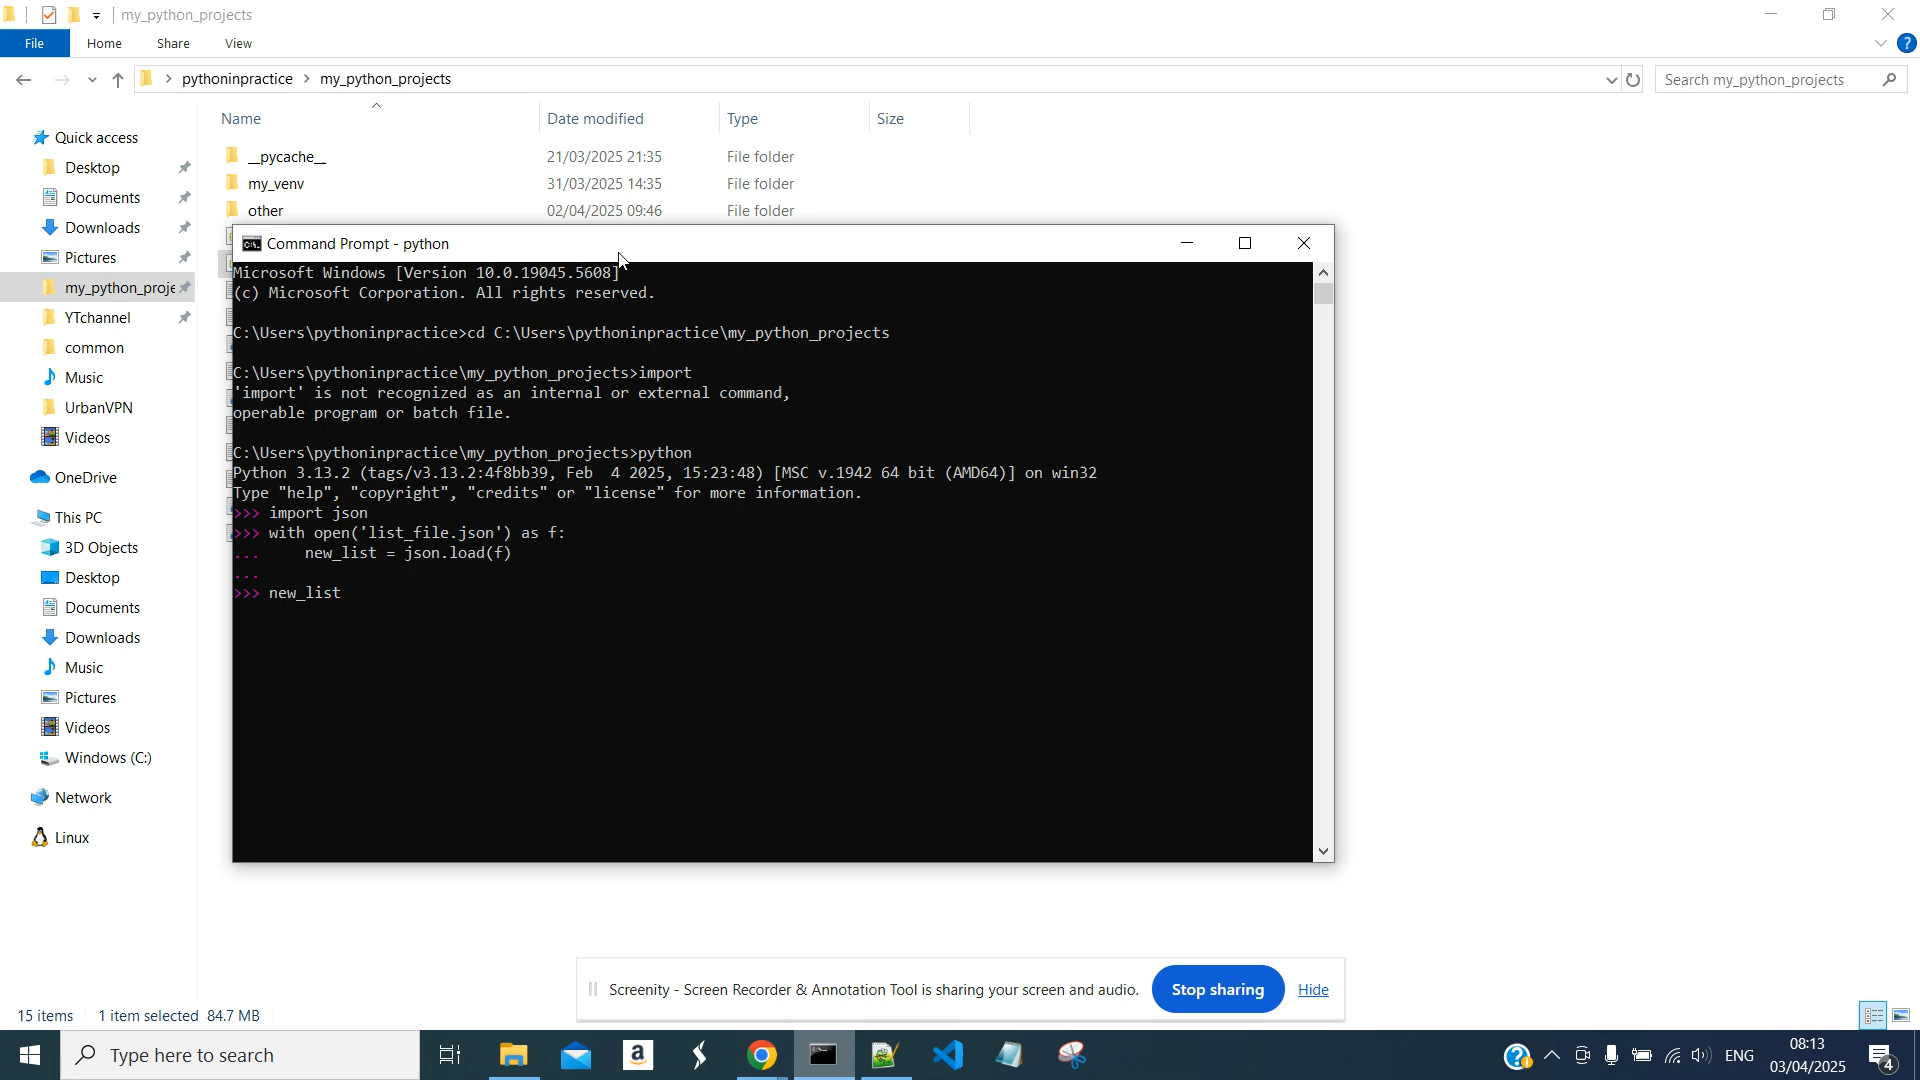 my_python_projects
File Home Share View
pythoninpractice my_python_projects
Search my_python_projects
Name Date modified Type Size
__pycache__ 21/03/2025 21:35 File folder
my_venv 31/03/2025 14:35 File folder
other 02/04/2025 09:46 File folder
Quick access
Desktop
Documents
Downloads
Pictures
my_python_proje
YTchannel
common
Music
UrbanVPN
Videos
OneDrive
This PC
3D Objects
Desktop
Documents
Downloads
Music
Pictures
Videos
Windows (C:)
Network
Linux
Command Prompt - python
Microsoft Windows [Version 10.0.19045.5608]
(c) Microsoft Corporation. All rights reserved.
C:\Users\pythoninpractice>cd C:\Users\pythoninpractice\my_python_projects
C:\Users\pythoninpractice\my_python_projects>import
'import' is not recognized as an internal or external command,
operable program or batch file.
C:\Users\pythoninpractice\my_python_projects>python
Python 3.13.2 (tags/v3.13.2:4f8bb39, Feb  4 2025, 15:23:48) [MSC v.1942 64 bit (AMD64)] on win32
Type "help", "copyright", "credits" or "license" for more information.
>>> import json
>>> with open('list_file.json') as f:
...     new_list = json.load(f)
...
>>> new_list
Screenity - Screen Recorder & Annotation Tool is sharing your screen and audio. Stop sharing Hide
15 items 1 item selected 84.7 MB
Type here to search
ENG
08:13
03/04/2025
4